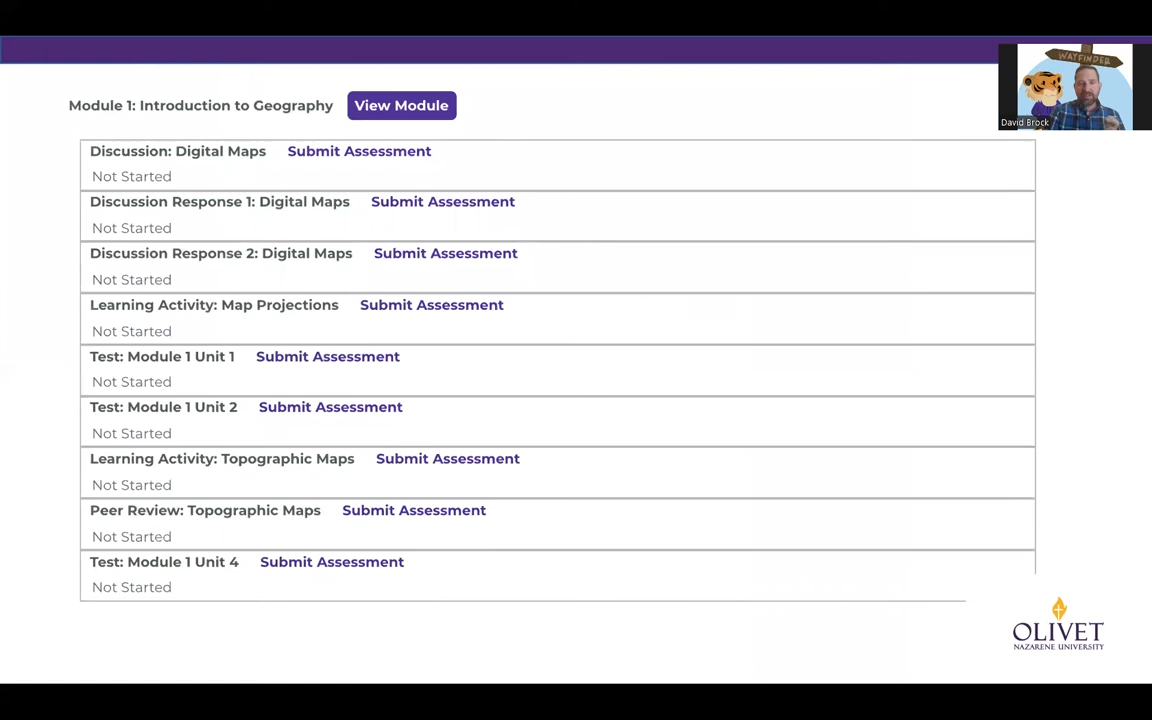 WAYFINDER
David Brock
Module 1: Introduction to Geography View Module
Discussion: Digital Maps Submit Assessment
Not Started
Discussion Response 1: Digital Maps Submit Assessment
Not Started
Discussion Response 2: Digital Maps Submit Assessment
Not Started
Learning Activity: Map Projections Submit Assessment
Not Started
Test: Module 1 Unit 1 Submit Assessment
Not Started
Test: Module 1 Unit 2 Submit Assessment
Not Started
Learning Activity: Topographic Maps Submit Assessment
Not Started
Peer Review: Topographic Maps Submit Assessment
Not Started
Test: Module 1 Unit 4 Submit Assessment
Not Started
OLIVET
NAZARENE UNIVERSITY